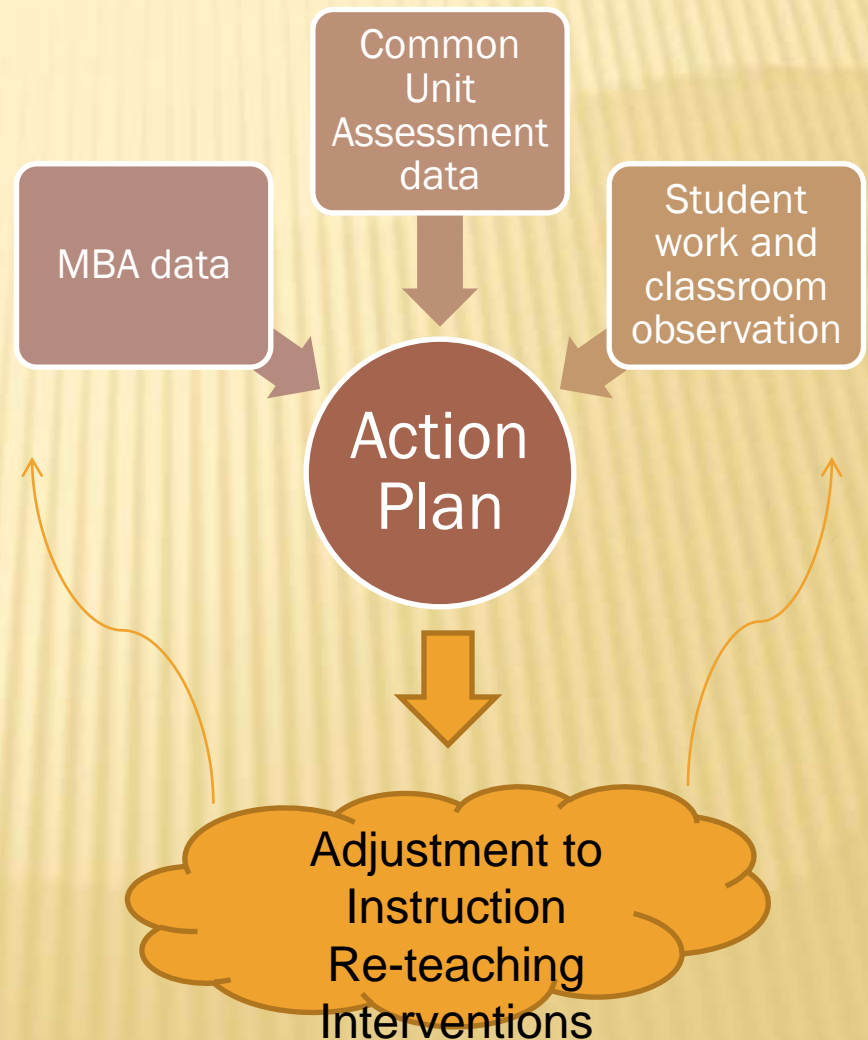 Common
Unit
Assessment
data
MBA data
Student
work and
classroom
observation
Action
Plan
Adjustment to
Instruction
Re-teaching
Interventions